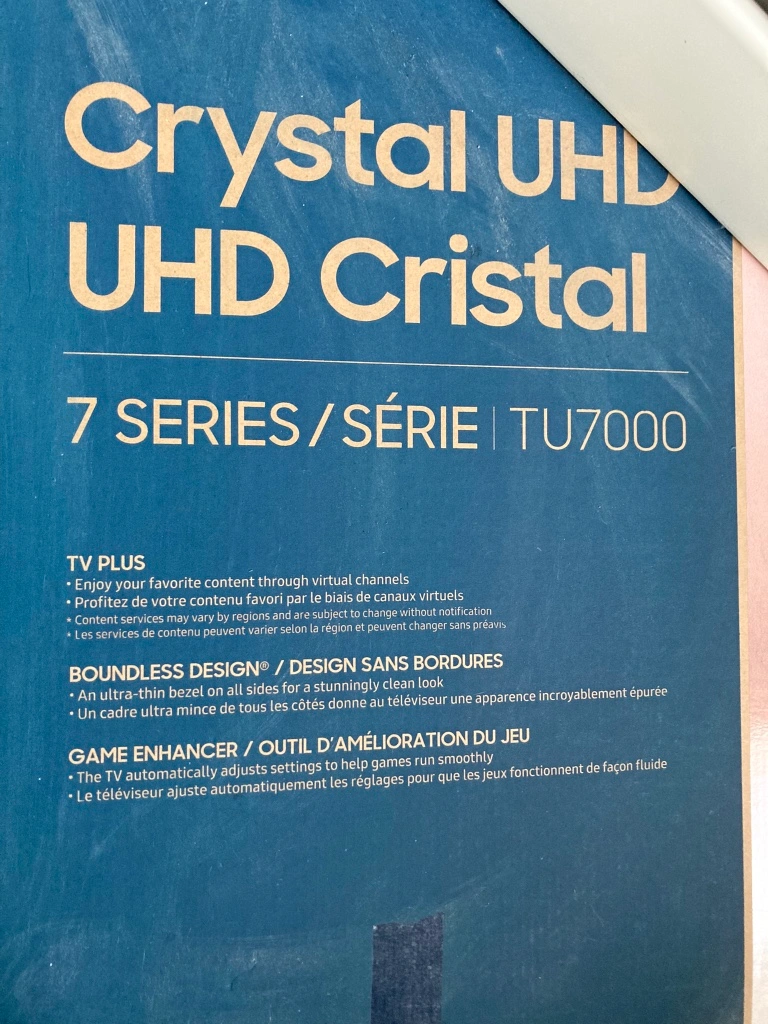 Crystal UHD
UHD Cristal
7 SERIES / SÉRIE | TU7000
TV PLUS
• Enjoy your favorite content through virtual channels
• Profitez de votre contenu favori par le biais de canaux virtuels
* Content services may vary by regions and are subject to change without notification
* Les services de contenu peuvent varier selon la région et peuvent changer sans préavis
BOUNDLESS DESIGN® / DESIGN SANS BORDURES
• An ultra-thin bezel on all sides for a stunningly clean look
• Un cadre ultra mince de tous les côtés donne au téléviseur une apparence incroyablement épurée
GAME ENHANCER / OUTIL D'AMÉLIORATION DU JEU
• The TV automatically adjusts settings to help games run smoothly
• Le téléviseur ajuste automatiquement les réglages pour que les jeux fonctionnent de façon fluide